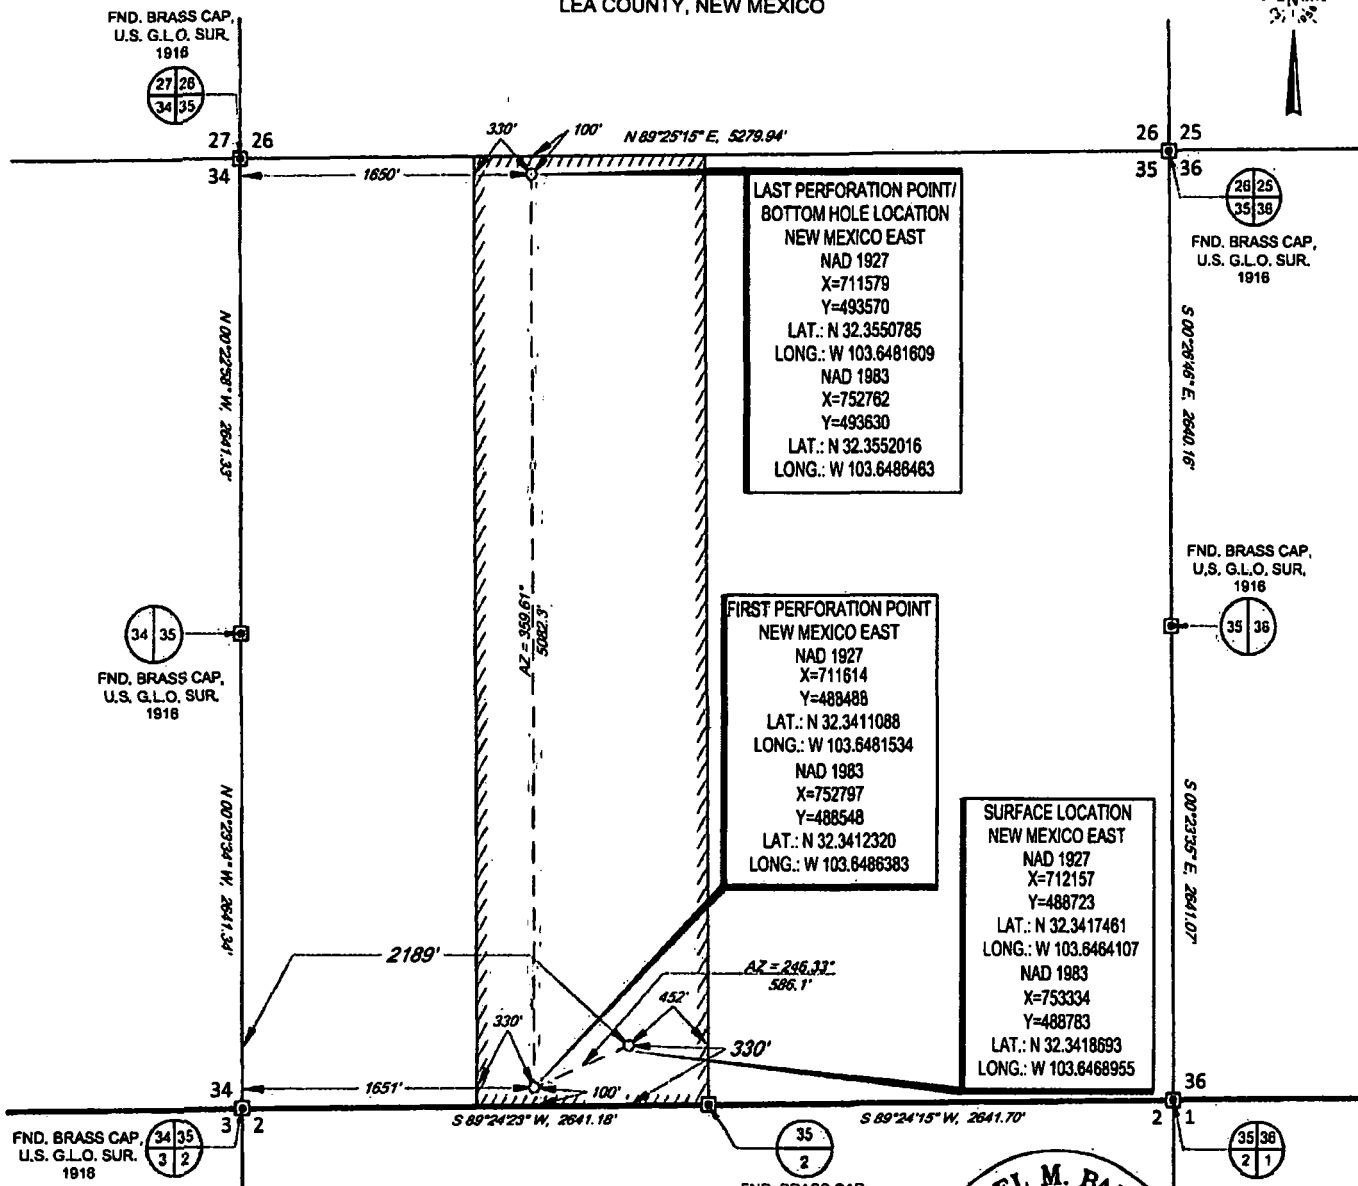 LEA COUNTY, NEW MEXICO
FND. BRASS CAP,
U.S. G.L.O. SUR.
1916
27 26
34 35
27 26
34
330'
100'
N 89°25'15" E, 5279.94'
1650'
26 25
35 36
26 25
35 36
FND. BRASS CAP,
U.S. G.L.O. SUR.
1916
LAST PERFORATION POINT/
BOTTOM HOLE LOCATION
NEW MEXICO EAST
NAD 1927
X=711579
Y=493570
LAT.: N 32.3550785
LONG.: W 103.6481609
NAD 1983
X=752762
Y=493630
LAT.: N 32.3552016
LONG.: W 103.6486463
N 00°22'58" W, 2641.33'
S 00°26'46" E, 2640.16'
FND. BRASS CAP,
U.S. G.L.O. SUR.
1916
35 36
34 35
FND. BRASS CAP,
U.S. G.L.O. SUR.
1916
AZ = 359.61°
5082.3'
FIRST PERFORATION POINT
NEW MEXICO EAST
NAD 1927
X=711614
Y=488488
LAT.: N 32.3411088
LONG.: W 103.6481534
NAD 1983
X=752797
Y=488548
LAT.: N 32.3412320
LONG.: W 103.6486383
SURFACE LOCATION
NEW MEXICO EAST
NAD 1927
X=712157
Y=488723
LAT.: N 32.3417461
LONG.: W 103.6464107
NAD 1983
X=753334
Y=488783
LAT.: N 32.3418693
LONG.: W 103.6468955
N 00°23'34" W, 2641.34'
S 00°23'35" E, 2641.07'
2189'
AZ = 246.33°
586.1'
452'
330'
330'
1651'
100'
34
36
3 2
2 1
S 89°24'23" W, 2641.18'
S 89°24'15" W, 2641.70'
FND. BRASS CAP,
U.S. G.L.O. SUR.
1916
34 35
3 2
35
2
35 36
2 1
FND. BRASS CAP
EL M.